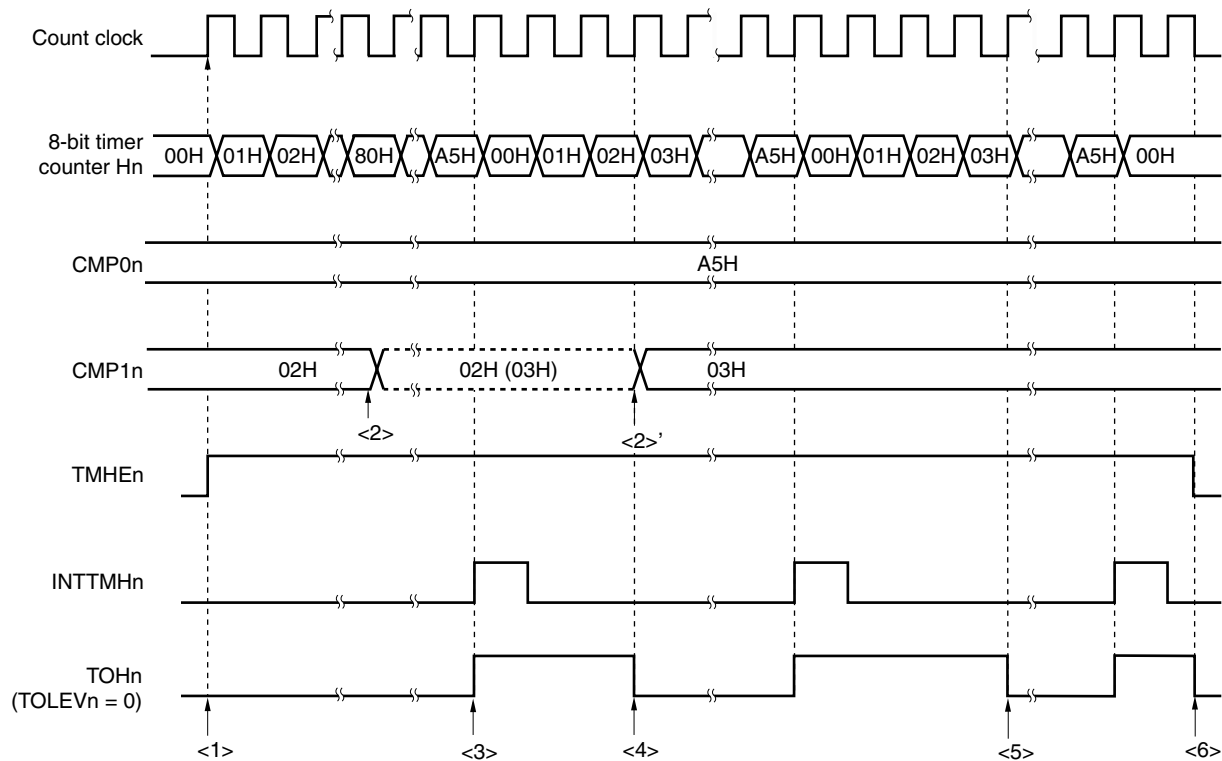 Count clock
8-bit timer
counter Hn
00H 01H 02H 80H A5H 00H 01H 02H 03H A5H 00H 01H 02H 03H A5H 00H
CMP0n
A5H
CMP1n
02H 02H (03H) 03H
<2> <2>’
TMHEn
INTTMHn
TOHn
(TOLEVn = 0)
<1> <3> <4> <5> <6>